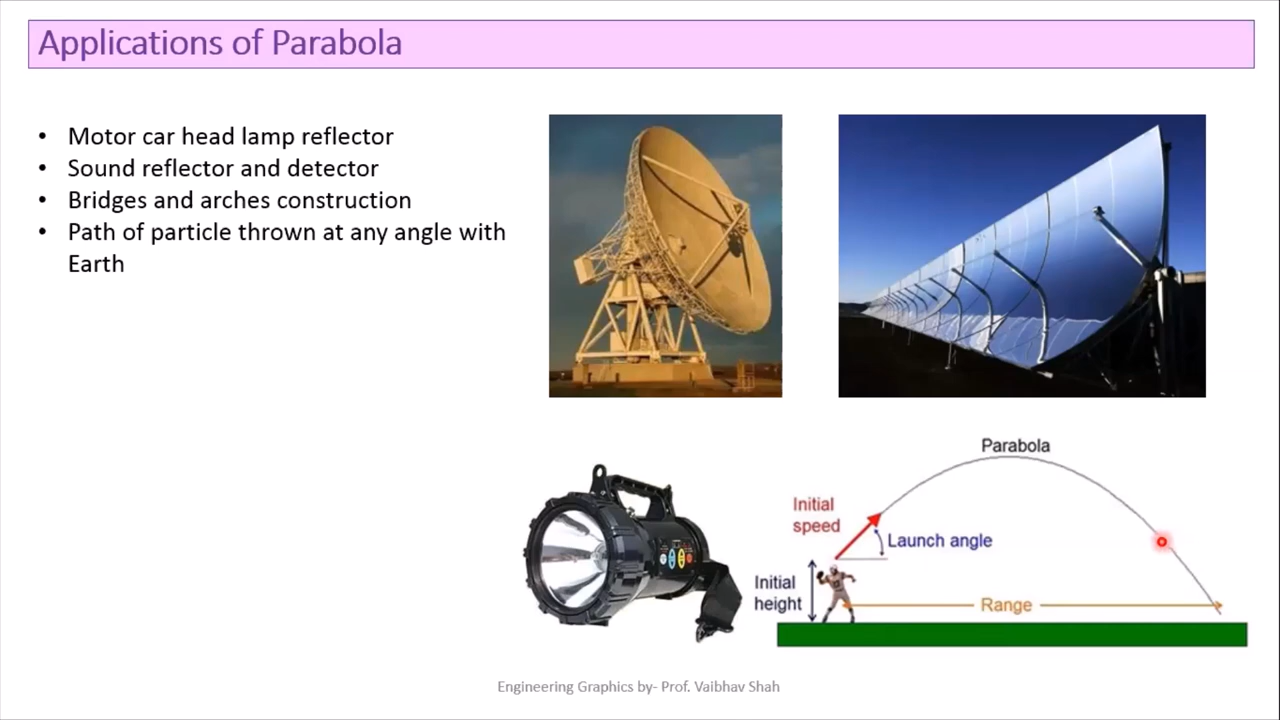 Applications of Parabola
• Motor car head lamp reflector
• Sound reflector and detector
• Bridges and arches construction
• Path of particle thrown at any angle with
Earth
Parabola
Initial
speed
Launch angle
Initial
height
Range
Engineering Graphics by- Prof. Vaibhav Shah